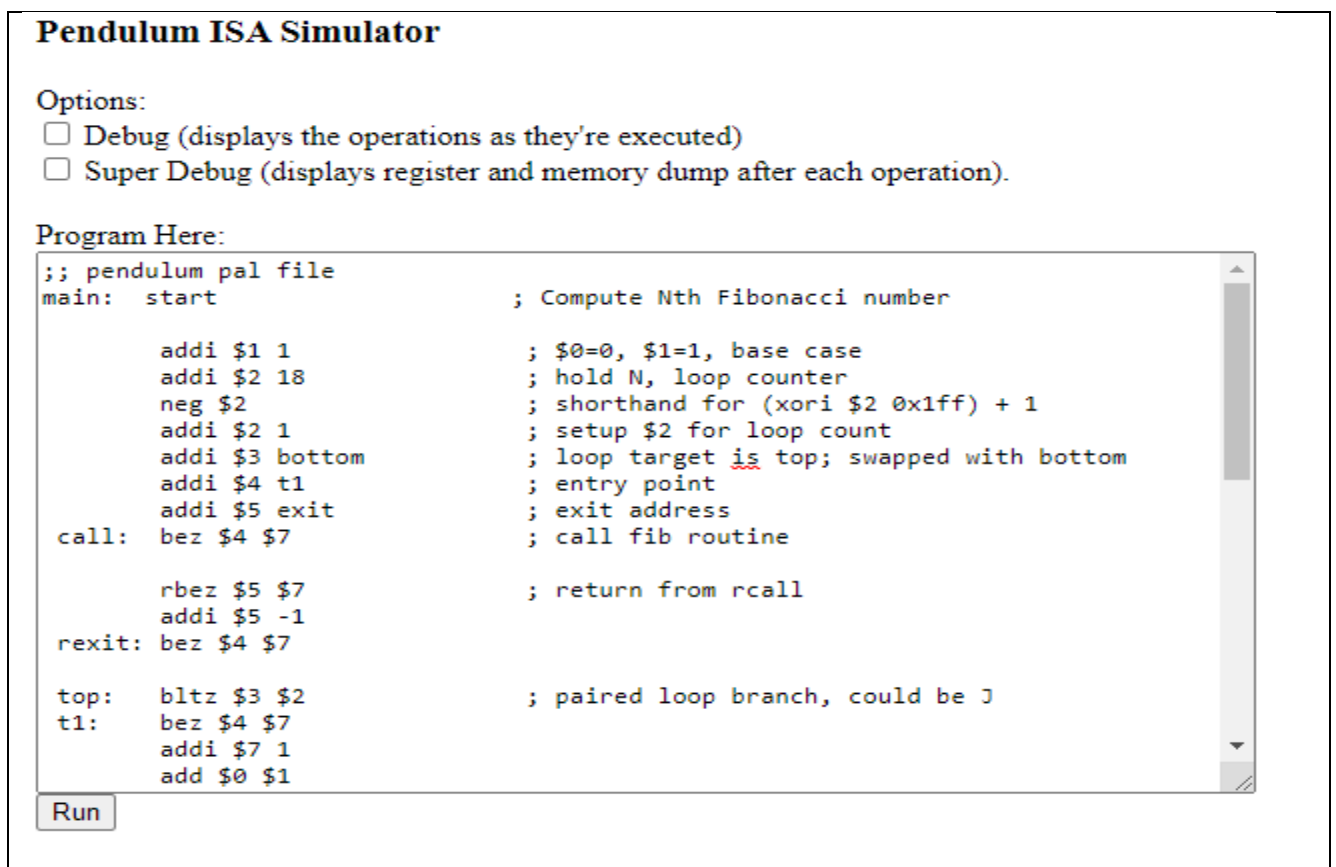 Pendulum ISA Simulator
Options:
Debug (displays the operations as they're executed)
Super Debug (displays register and memory dump after each operation).
Program Here:
;; pendulum pal file
main:  start                  ; Compute Nth Fibonacci number
        addi $1 1              ; $0=0, $1=1, base case
        addi $2 18             ; hold N, loop counter
        neg $2                 ; shorthand for (xori $2 0x1ff) + 1
        addi $2 1              ; setup $2 for loop count
        addi $3 bottom         ; loop target is top; swapped with bottom
        addi $4 t1             ; entry point
        addi $5 exit           ; exit address
 call:  bez $4 $7              ; call fib routine
        rbez $5 $7             ; return from rcall
        addi $5 -1
 rexit: bez $4 $7
 top:   bltz $3 $2             ; paired loop branch, could be J
 t1:    bez $4 $7
        addi $7 1
        add $0 $1
Run